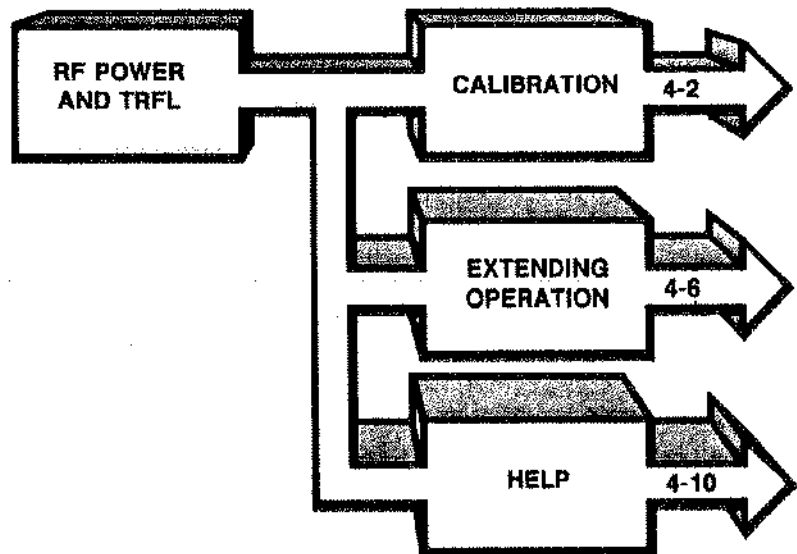 RF POWER
AND TRFL
CALIBRATION
4-2
EXTENDING
OPERATION
4-6
HELP
4-10